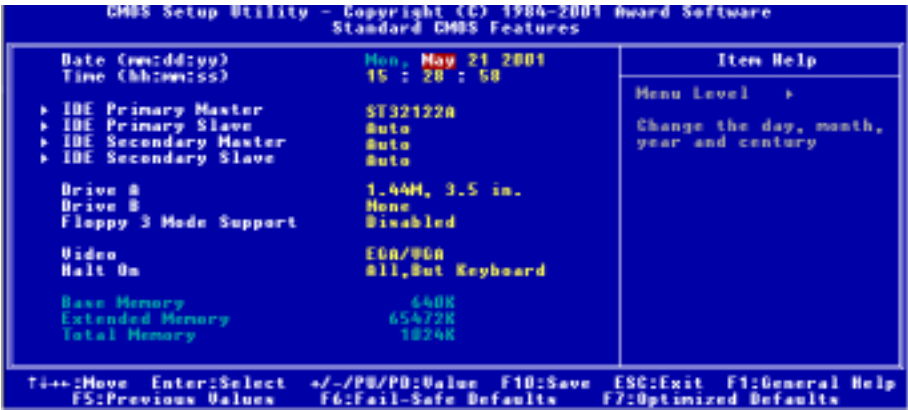 CMOS Setup Utility - Copyright (C) 1984-2001 Award Software
Standard CMOS Features
Date (mm:dd:yy) Mon, May 21 2001
Time (hh:mm:ss) 15 : 28 : 58
IDE Primary Master ST32122A
IDE Primary Slave Auto
IDE Secondary Master Auto
IDE Secondary Slave Auto
Drive A 1.44M, 3.5 in.
Drive B None
Floppy 3 Mode Support Disabled
Video EGA/VGA
Halt On All,But Keyboard
Base Memory 640K
Extended Memory 65472K
Total Memory 1024K
Item Help
Menu Level ▸
Change the day, month,
year and century
↑↓→←:Move Enter:Select +/-/PU/PD:Value F10:Save ESC:Exit F1:General Help
F5:Previous Values F6:Fail-Safe Defaults F7:Optimized Defaults